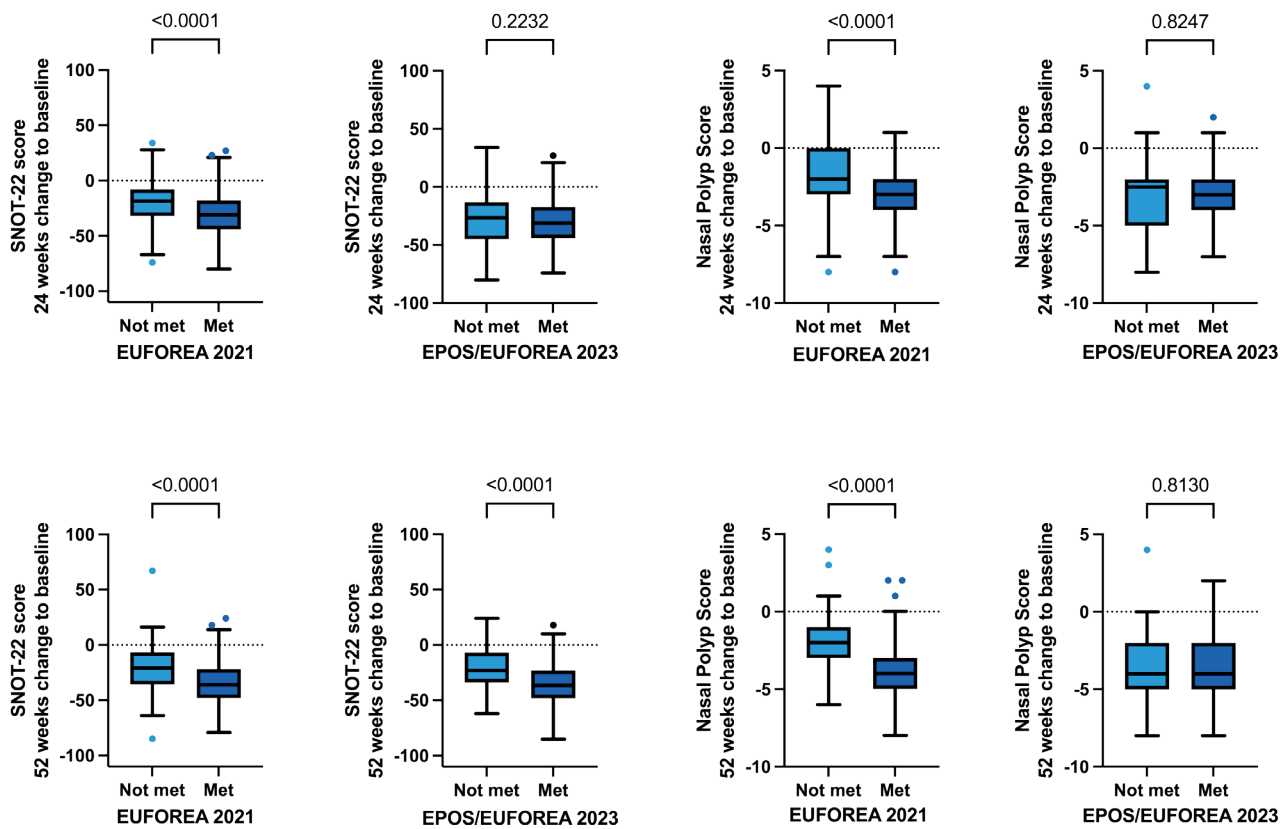 <0.0001
SNOT-22 score
24 weeks change to baseline
100
50
0
-50
-100
Not met Met
EUFOREA 2021
0.2232
SNOT-22 score
24 weeks change to baseline
100
50
0
-50
-100
Not met Met
EPOS/EUFOREA 2023
<0.0001
Nasal Polyp Score
24 weeks change to baseline
5
0
-5
-10
Not met Met
EUFOREA 2021
0.8247
Nasal Polyp Score
24 weeks change to baseline
5
0
-5
-10
Not met Met
EPOS/EUFOREA 2023
<0.0001
SNOT-22 score
52 weeks change to baseline
100
50
0
-50
-100
Not met Met
EUFOREA 2021
<0.0001
SNOT-22 score
52 weeks change to baseline
100
50
0
-50
-100
Not met Met
EPOS/EUFOREA 2023
<0.0001
Nasal Polyp Score
52 weeks change to baseline
5
0
-5
-10
Not met Met
EUFOREA 2021
0.8130
Nasal Polyp Score
52 weeks change to baseline
5
0
-5
-10
Not met Met
EPOS/EUFOREA 2023